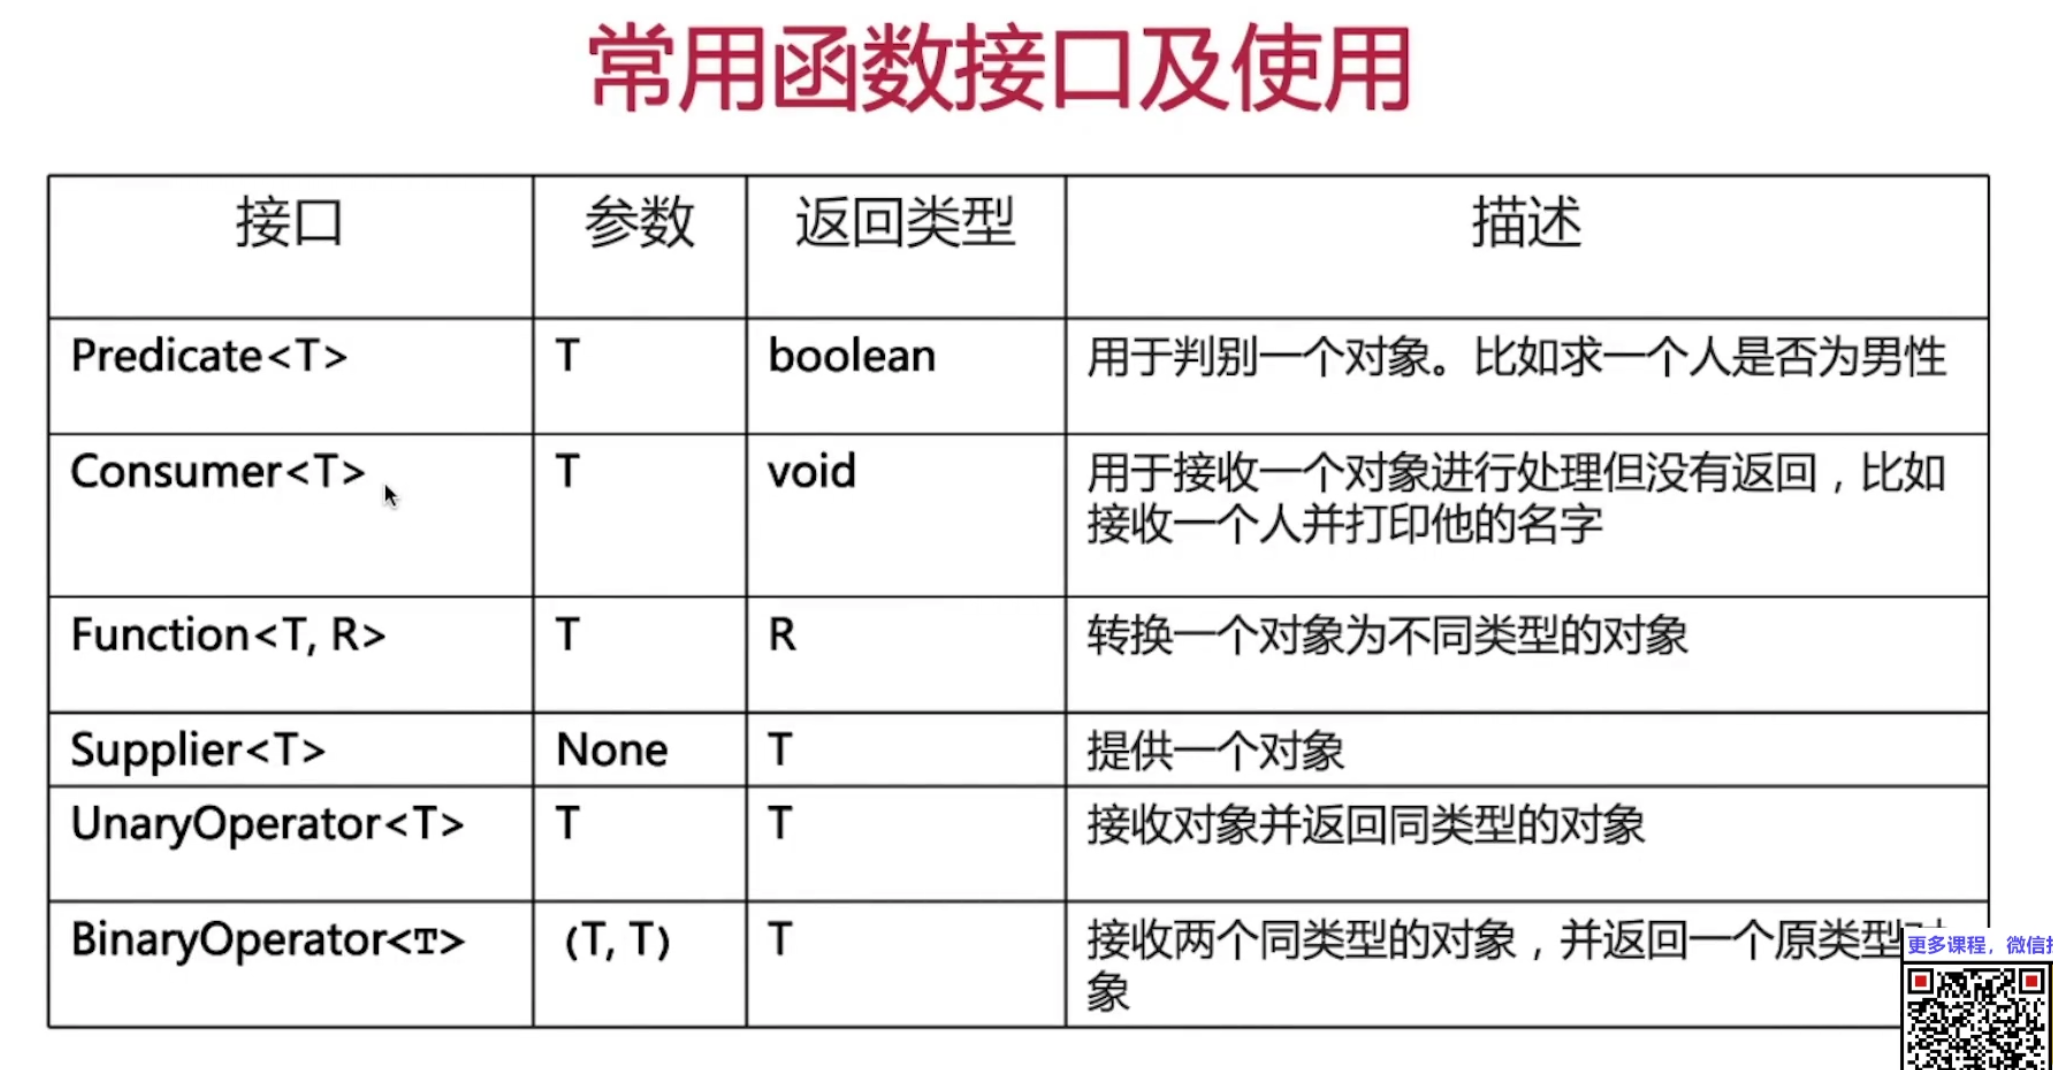 常用函数接口及使用
接口 参数 返回类型 描述
Predicate<T> T boolean 用于判别一个对象。比如求一个人是否为男性
Consumer<T> T void 用于接收一个对象进行处理但没有返回，比如
接收一个人并打印他的名字
Function<T, R> T R 转换一个对象为不同类型的对象
Supplier<T> None T 提供一个对象
UnaryOperator<T> T T 接收对象并返回同类型的对象
BinaryOperator<T> (T, T) T 接收两个同类型的对象，并返回一个原类型
象
更多课程，微信